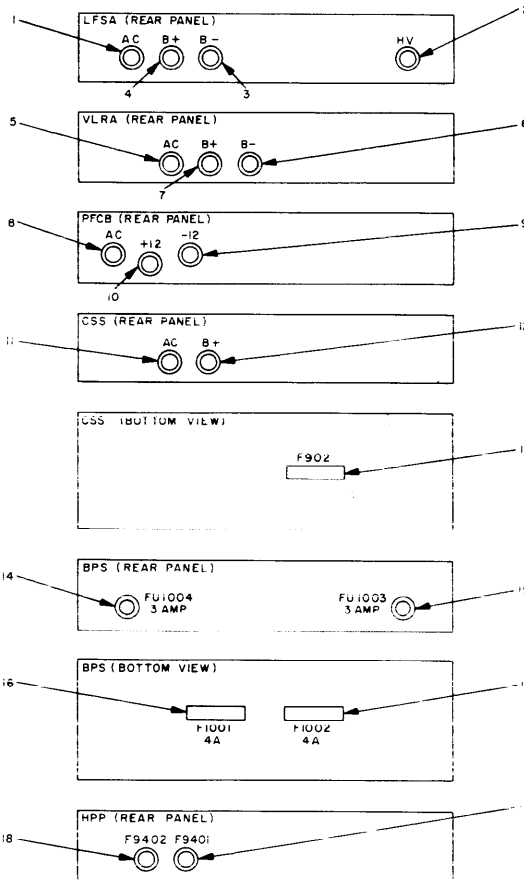 LFSA (REAR PANEL)
1 AC B+ B- HV
4 3
VLRA (REAR PANEL)
5 AC B+ B- 6
7
PFCB (REAR PANEL)
8 AC +12 -12 9
10
CSS (REAR PANEL)
11 AC B+
CSS (BOTTOM VIEW)
F902
BPS (REAR PANEL)
14 FU1004 FU1003
3 AMP 3 AMP
BPS (BOTTOM VIEW)
16
F1001 F1002
4A 4A
HPP (REAR PANEL)
18 F9402 F9401